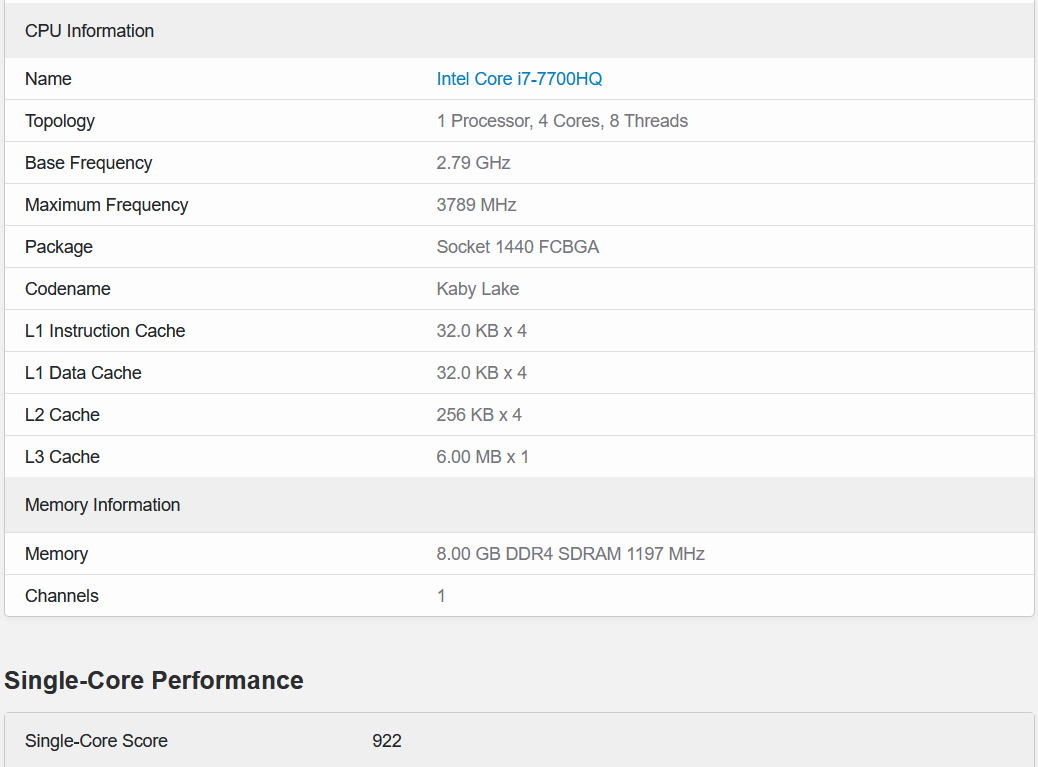 CPU Information
Name Intel Core i7-7700HQ
Topology 1 Processor, 4 Cores, 8 Threads
Base Frequency 2.79 GHz
Maximum Frequency 3789 MHz
Package Socket 1440 FCBGA
Codename Kaby Lake
L1 Instruction Cache 32.0 KB x 4
L1 Data Cache 32.0 KB x 4
L2 Cache 256 KB x 4
L3 Cache 6.00 MB x 1
Memory Information
Memory 8.00 GB DDR4 SDRAM 1197 MHz
Channels 1
Single-Core Performance
Single-Core Score 922